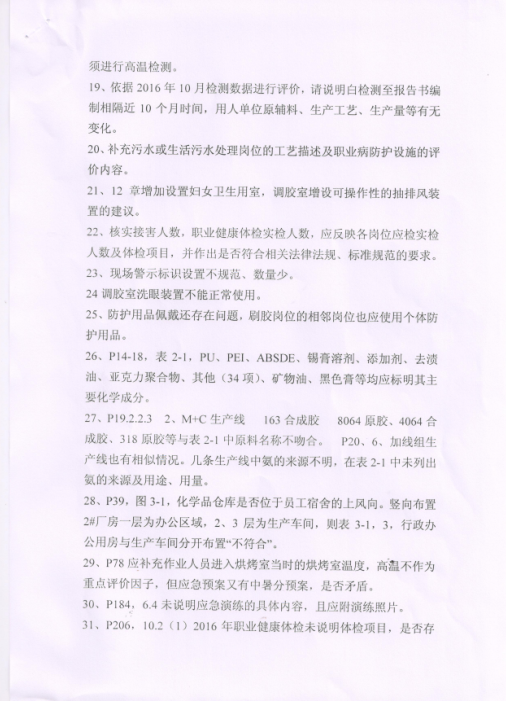 须进行高温检测。
19、依据 2016 年 10 月检测数据进行评价，请说明白检测至报告书编
制相隔近 10 个月时间，用人单位原辅料、生产工艺、生产量等有无
变化。
20、补充污水或生活污水处理岗位的工艺描述及职业病防护设施的评
价内容。
21、12 章增加设置妇女卫生用室，调胶室增设可操作性的抽排风装
置的建议。
22、核实接害人数，职业健康体检实检人数，应反映各岗位应检实检
人数及体检项目，并作出是否符合相关法律法规、标准规范的要求。
23、现场警示标识设置不规范、数量少。
24 调胶室洗眼装置不能正常使用。
25、防护用品佩戴还存在问题，刷胶岗位的相邻岗位也应使用个体防
护用品。
26、P14-18，表 2-1，PU、PEI、ABSDE、锡膏溶剂、添加剂、去渍
油、亚克力聚合物、其他（34 项）、矿物油、黑色膏等均应标明其主
要化学成分。
27、P19.2.2.3 2、M+C 生产线 163 合成胶 8064 原胶、4064 合
成胶、318 原胶等与表 2-1 中原料名称不吻合。 P20、6、加线组生
产线也有相似情况。几条生产线中氨的来源不明，在表 2-1 中未列出
氨的来源及用途、用量。
28、P39，图 3-1，化学品仓库是否位于员工宿舍的上风向。竖向布置
2#厂房一层为办公区域，2、3 层为生产车间，则表 3-1，3，行政办
公用房与生产车间分开布置“不符合”。
29、P78 应补充作业人员进入烘烤室当时的烘烤室温度，高温不作为
重点评价因子，但应急预案又有中暑分预案，是否矛盾。
30、P184，6.4 未说明应急演练的具体内容，且应附演练照片。
31、P206，10.2（1）2016 年职业健康体检未说明体检项目，是否存